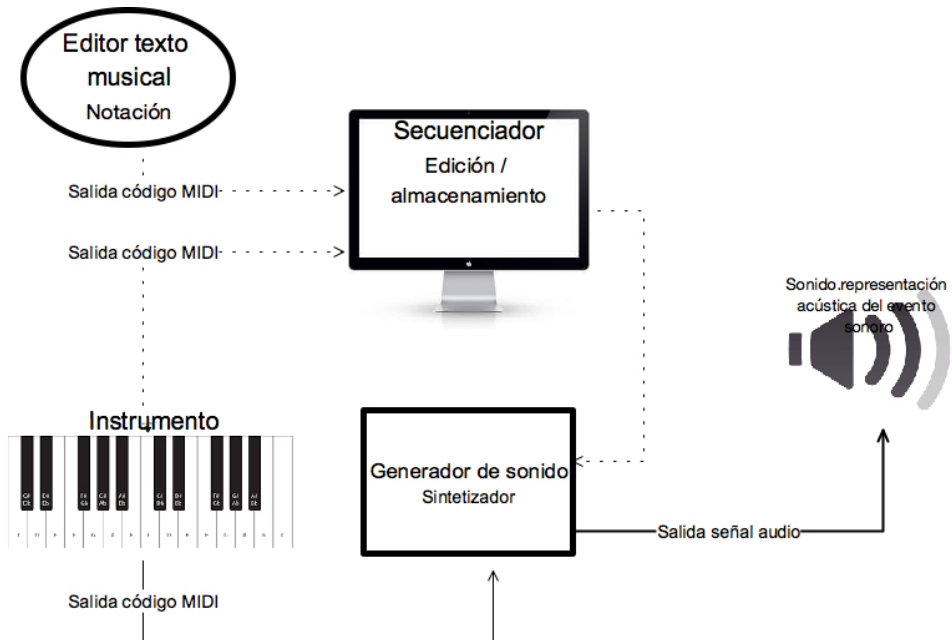 Editor texto
musical
Notación
Secuenciador
Edición /
almacenamiento
Salida código MIDI
Salida código MIDI
Sonido.representación
acústica del evento
sonoro
Instrumento
Generador de sonido
Sintetizador
Salida señal audio
Salida código MIDI